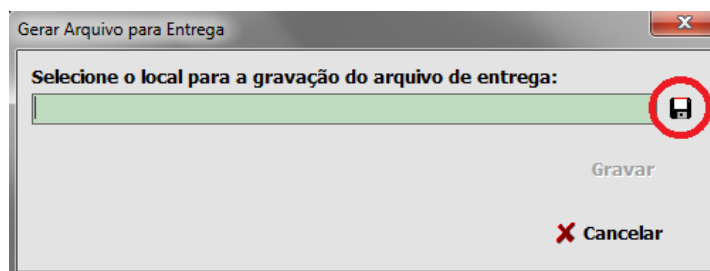 Gerar Arquivo para Entrega
Selecione o local para a gravação do arquivo de entrega:
Gravar
Cancelar